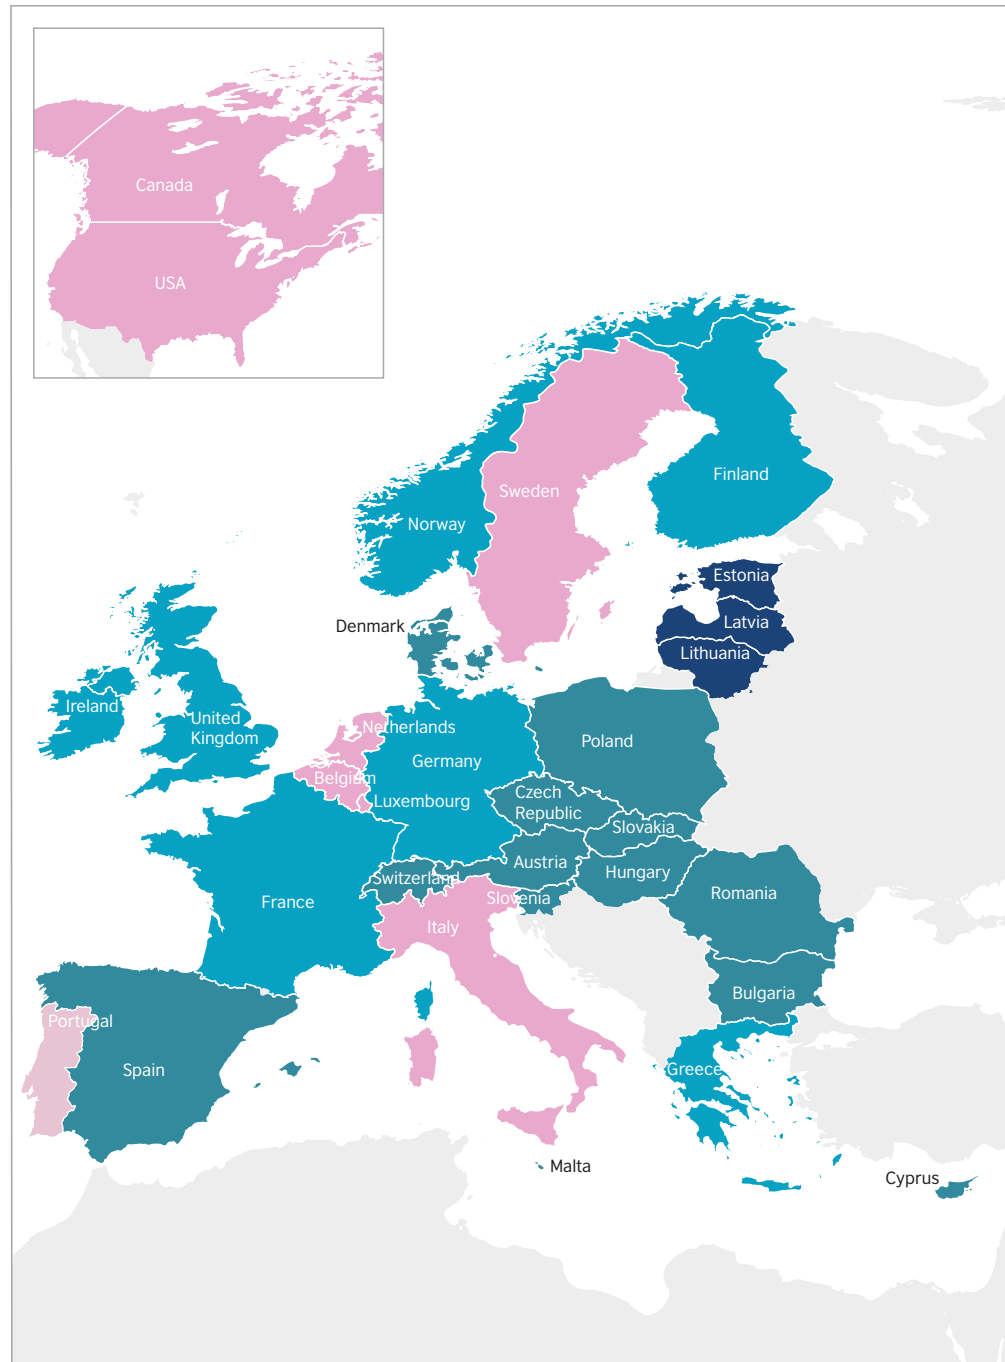 Canada
USA
Finland
Sweden
Norway
Estonia
Latvia
Denmark
Lithuania
Ireland
United
Kingdom
Netherlands
Poland
Germany
Belgium
Czech
Republic
Luxembourg
Slovakia
Austria
Hungary
Switzerland
Romania
Slovenia
France
Italy
Bulgaria
Portugal
Spain
Greece
Malta
Cyprus